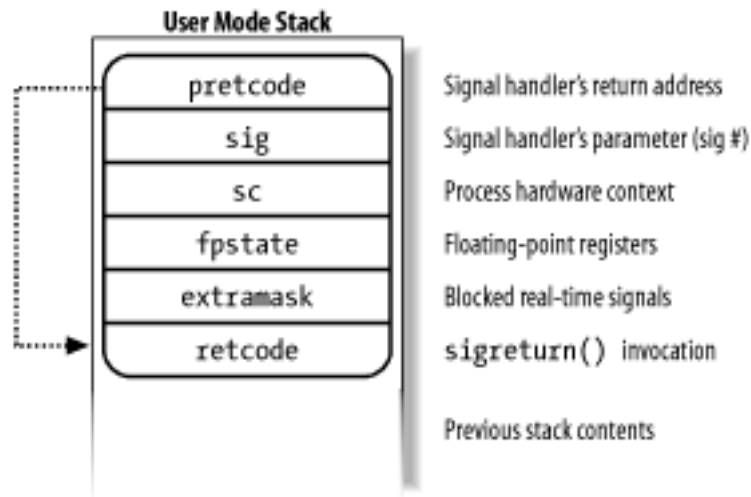 User Mode Stack
pretcode Signal handler's return address
sig Signal handler's parameter (sig #)
sc Process hardware context
fpstate Floating-point registers
extramask Blocked real-time signals
retcode sigreturn() invocation
Previous stack contents